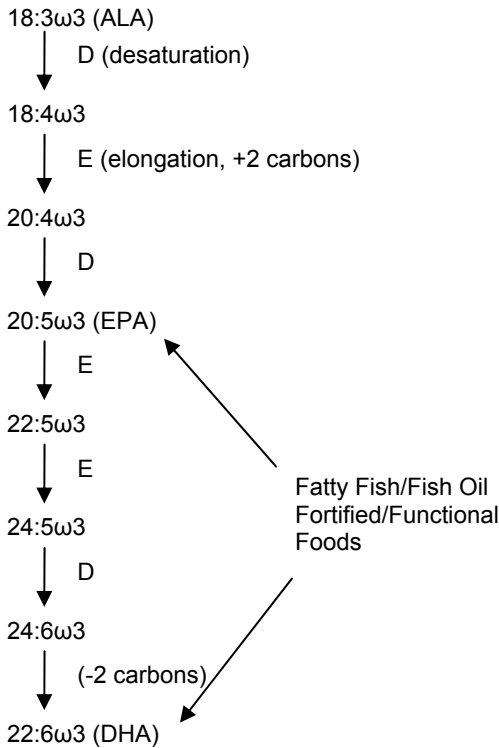 18:3ω3 (ALA)
D (desaturation)
18:4ω3
E (elongation, +2 carbons)
20:4ω3
D
20:5ω3 (EPA)
E
22:5ω3
E
24:5ω3
D
24:6ω3
(-2 carbons)
22:6ω3 (DHA)
Fatty Fish/Fish Oil
Fortified/Functional
Foods